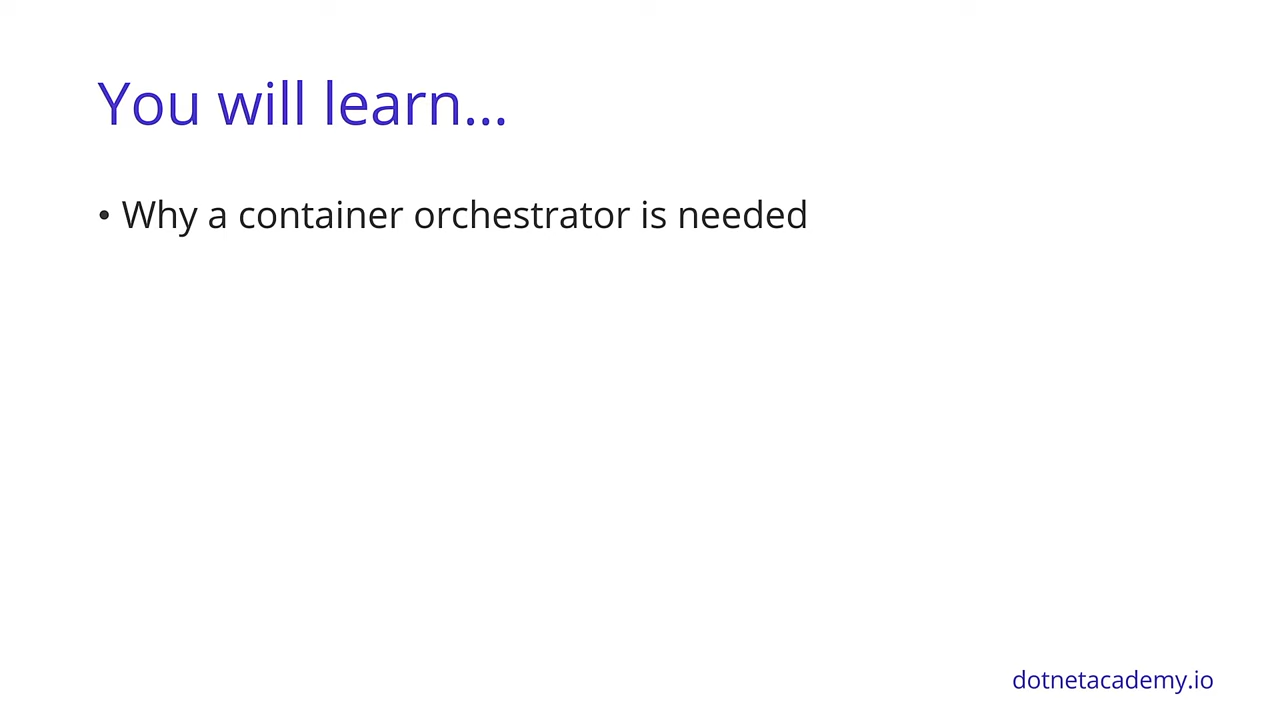 You will learn...
• Why a container orchestrator is needed
dotnetacademy.io